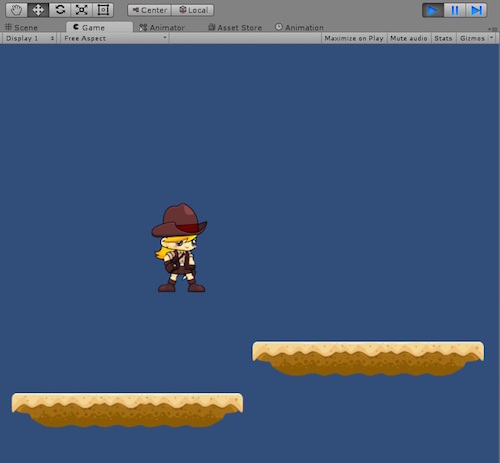 Center Local
Scene Game Animator Asset Store Animation
Display 1 Free Aspect Maximize on Play Mute audio Stats Gizmos